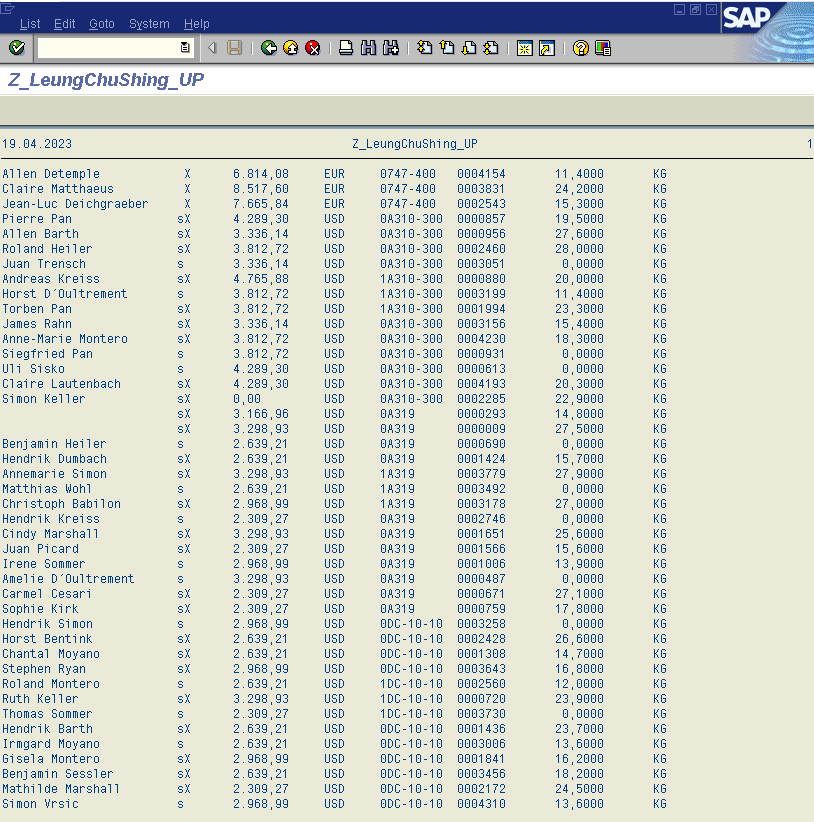 List Edit Goto System Help
SAP
Z_LeungChuShing_UP
19.04.2023 Z_LeungChuShing_UP 1
Allen Detemple X 6.814,08 EUR 0747-400 0004154 11,4000 KG
Claire Matthaeus X 8.517,60 EUR 0747-400 0003831 24,2000 KG
Jean-Luc Deichgraeber X 7.665,84 EUR 0747-400 0002543 15,3000 KG
Pierre Pan sX 4.289,30 USD 0A310-300 0000857 19,5000 KG
Allen Barth sX 3.336,14 USD 0A310-300 0000956 27,6000 KG
Roland Heiler sX 3.812,72 USD 0A310-300 0002460 28,0000 KG
Juan Trensch s 3.336,14 USD 0A310-300 0003051 0,0000 KG
Andreas Kreiss sX 4.765,88 USD 1A310-300 0000880 20,0000 KG
Horst D´Oultrement s 3.812,72 USD 1A310-300 0003199 11,4000 KG
Torben Pan sX 3.812,72 USD 1A310-300 0001994 23,3000 KG
James Rahn sX 3.336,14 USD 0A310-300 0003156 15,4000 KG
Anne-Marie Montero sX 3.812,72 USD 0A310-300 0004230 18,3000 KG
Siegfried Pan s 3.812,72 USD 0A310-300 0000931 0,0000 KG
Uli Sisko s 4.289,30 USD 0A310-300 0000613 0,0000 KG
Claire Lautenbach sX 4.289,30 USD 0A310-300 0004193 20,3000 KG
Simon Keller sX 0,00 USD 0A310-300 0002285 22,9000 KG
sX 3.166,96 USD 0A319 0000293 14,8000 KG
sX 3.298,93 USD 0A319 0000009 27,5000 KG
Benjamin Heiler s 2.639,21 USD 0A319 0000690 0,0000 KG
Hendrik Dumbach sX 2.639,21 USD 0A319 0001424 15,7000 KG
Annemarie Simon sX 3.298,93 USD 1A319 0003779 27,9000 KG
Matthias Wohl s 2.639,21 USD 1A319 0003492 0,0000 KG
Christoph Babilon sX 2.968,99 USD 1A319 0003178 27,0000 KG
Hendrik Kreiss s 2.309,27 USD 0A319 0002746 0,0000 KG
Cindy Marshall sX 3.298,93 USD 0A319 0001651 25,6000 KG
Juan Picard sX 2.309,27 USD 0A319 0001566 15,6000 KG
Irene Sommer s 2.968,99 USD 0A319 0001006 13,9000 KG
Amelie D´Oultrement s 3.298,93 USD 0A319 0000487 0,0000 KG
Carmel Cesari sX 2.309,27 USD 0A319 0000671 27,1000 KG
Sophie Kirk sX 2.309,27 USD 0A319 0000759 17,8000 KG
Hendrik Simon s 2.968,99 USD 0DC-10-10 0003258 0,0000 KG
Horst Bentink sX 2.639,21 USD 0DC-10-10 0002428 26,6000 KG
Chantal Moyano sX 2.639,21 USD 0DC-10-10 0001308 14,7000 KG
Stephen Ryan sX 2.968,99 USD 0DC-10-10 0003643 16,8000 KG
Roland Montero s 2.639,21 USD 1DC-10-10 0002560 12,0000 KG
Ruth Keller sX 3.298,93 USD 1DC-10-10 0000720 23,9000 KG
Thomas Sommer s 2.309,27 USD 1DC-10-10 0003730 0,0000 KG
Hendrik Barth sX 2.639,21 USD 0DC-10-10 0001436 23,7000 KG
Irmgard Moyano s 2.639,21 USD 0DC-10-10 0003006 13,6000 KG
Gisela Montero sX 2.968,99 USD 0DC-10-10 0001841 16,2000 KG
Benjamin Sessler sX 2.639,21 USD 0DC-10-10 0003456 18,2000 KG
Mathilde Marshall sX 2.309,27 USD 0DC-10-10 0002172 24,5000 KG
Simon Vrsic s 2.968,99 USD 0DC-10-10 0004310 13,6000 KG